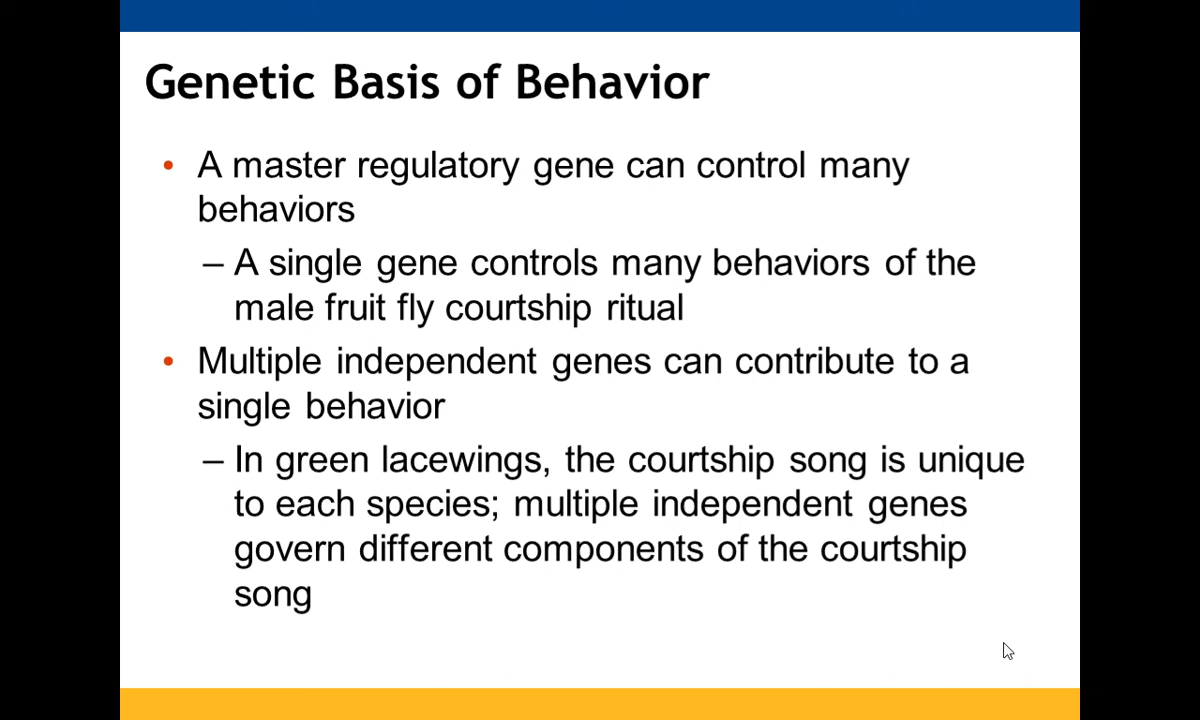 Genetic Basis of Behavior
• A master regulatory gene can control many
behaviors
– A single gene controls many behaviors of the
male fruit fly courtship ritual
• Multiple independent genes can contribute to a
single behavior
– In green lacewings, the courtship song is unique
to each species; multiple independent genes
govern different components of the courtship
song